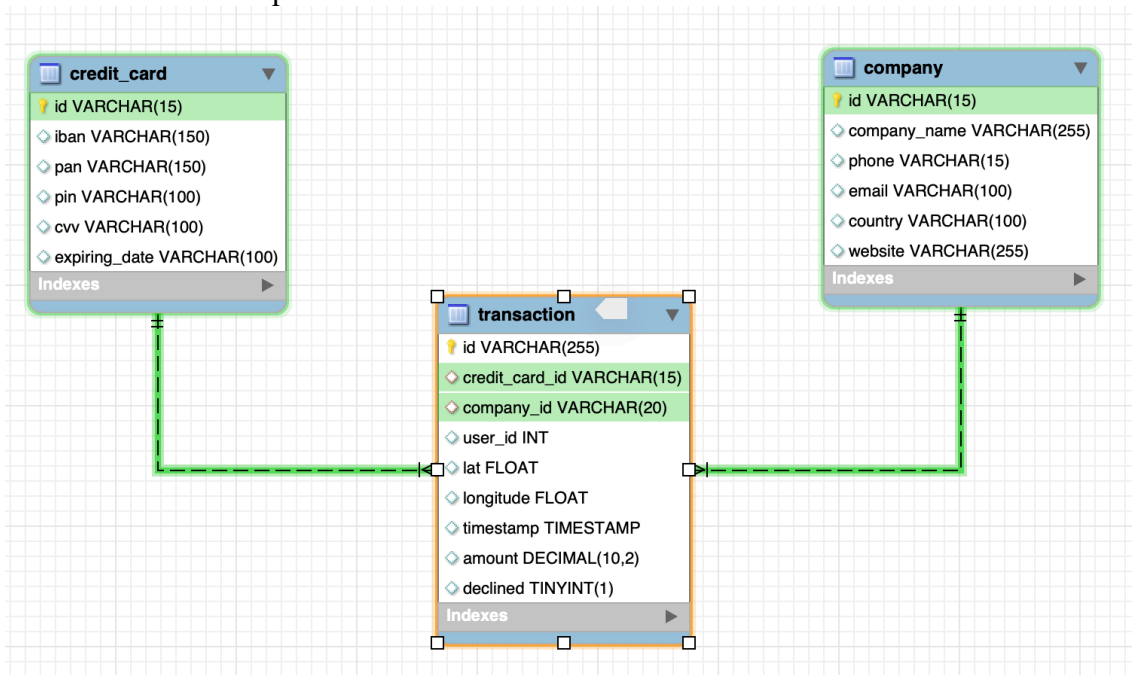 credit_card
id VARCHAR(15)
iban VARCHAR(150)
pan VARCHAR(150)
pin VARCHAR(100)
cvv VARCHAR(100)
expiring_date VARCHAR(100)
Indexes
company
id VARCHAR(15)
company_name VARCHAR(255)
phone VARCHAR(15)
email VARCHAR(100)
country VARCHAR(100)
website VARCHAR(255)
Indexes
transaction
id VARCHAR(255)
credit_card_id VARCHAR(15)
company_id VARCHAR(20)
user_id INT
lat FLOAT
longitude FLOAT
timestamp TIMESTAMP
amount DECIMAL(10,2)
declined TINYINT(1)
Indexes